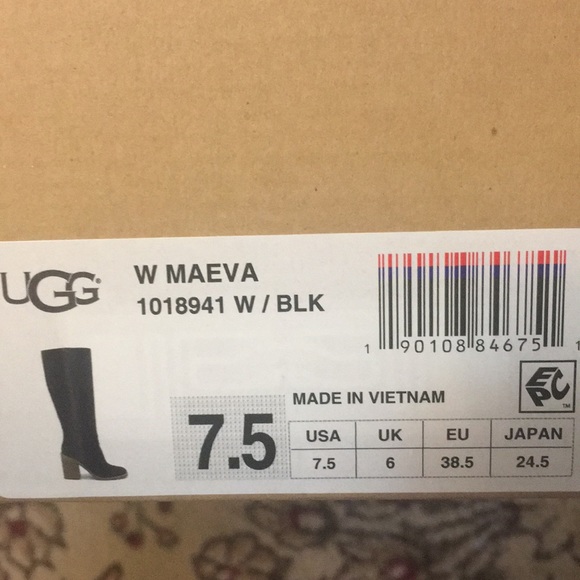 UGG®
W MAEVA
1018941 W / BLK
1 90108 84675 1
EPC™
MADE IN VIETNAM
7.5
USA UK EU JAPAN
7.5 6 38.5 24.5